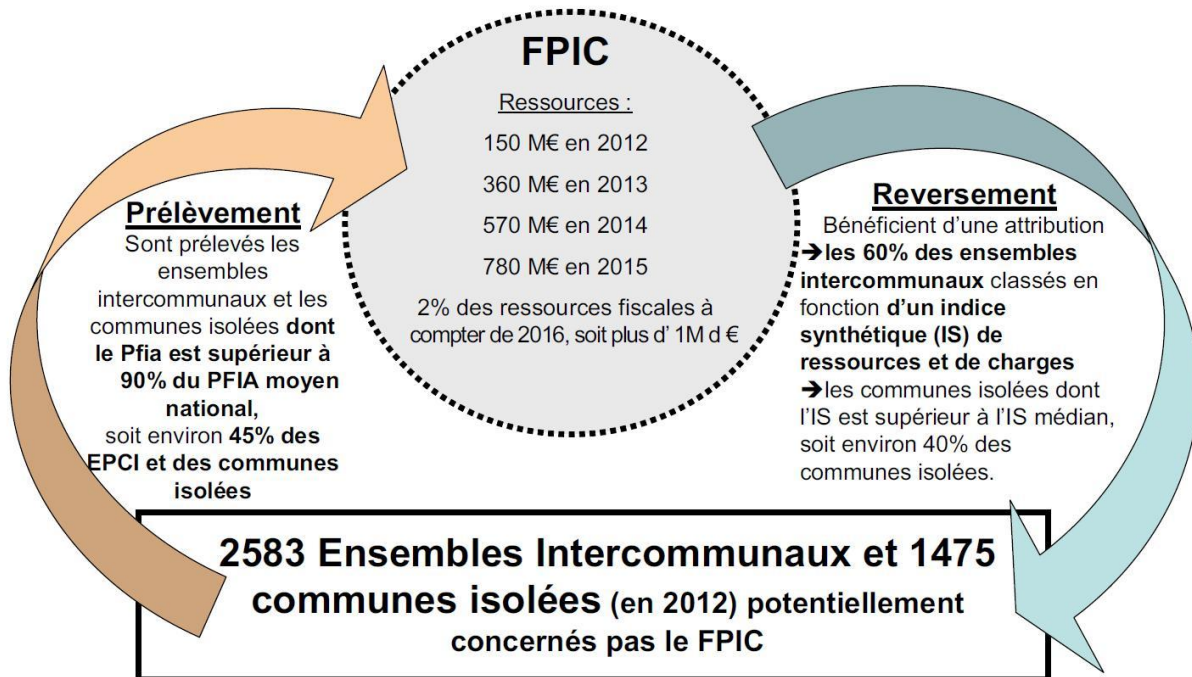 FPIC
Ressources :
150 M€ en 2012
360 M€ en 2013
570 M€ en 2014
780 M€ en 2015
2% des ressources fiscales à
compter de 2016, soit plus d’ 1M d €
Prélèvement
Sont prélevés les
ensembles
intercommunaux et les
communes isolées dont
le Pfia est supérieur à
90% du PFIA moyen
national,
soit environ 45% des
EPCI et des communes
isolées
Reversement
Bénéficient d’une attribution
➔les 60% des ensembles
intercommunaux classés en
fonction d’un indice
synthétique (IS) de
ressources et de charges
➔les communes isolées dont
l’IS est supérieur à l’IS médian,
soit environ 40% des
communes isolées.
2583 Ensembles Intercommunaux et 1475
communes isolées (en 2012) potentiellement
concernés pas le FPIC